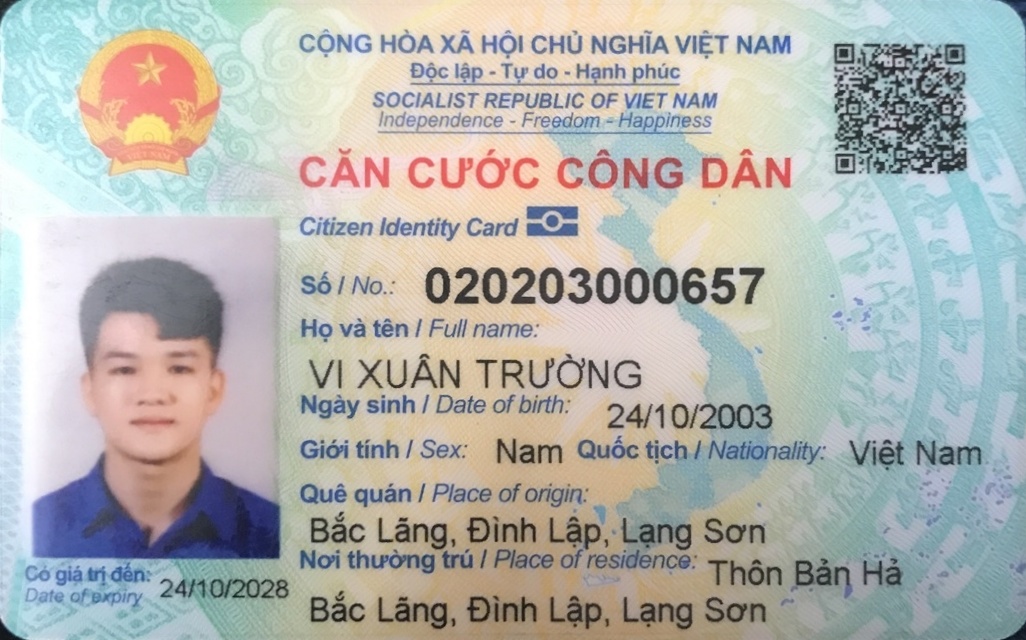 CỘNG HÒA XÃ HỘI CHỦ NGHĨA VIỆT NAM
Độc lập - Tự do - Hạnh phúc
SOCIALIST REPUBLIC OF VIET NAM
Independence - Freedom - Happiness
CĂN CƯỚC CÔNG DÂN
Citizen Identity Card
Số / No.: 020203000657
Họ và tên / Full name:
VI XUÂN TRƯỜNG
Ngày sinh / Date of birth: 24/10/2003
Giới tính / Sex: Nam Quốc tịch / Nationality: Việt Nam
Quê quán / Place of origin:
Bắc Lãng, Đình Lập, Lạng Sơn
Nơi thường trú / Place of residence: Thôn Bản Hả
Bắc Lãng, Đình Lập, Lạng Sơn
Có giá trị đến: 24/10/2028
Date of expiry
VIỆT NAM